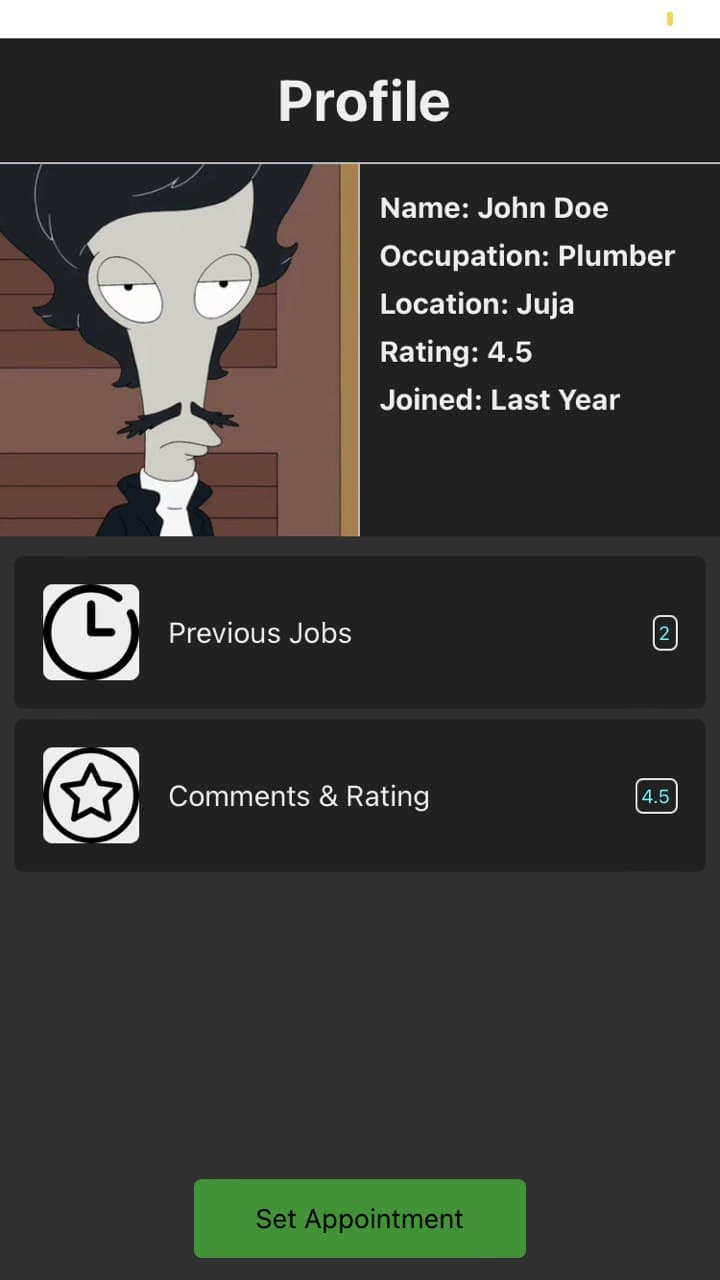 Profile
Name: John Doe
Occupation: Plumber
Location: Juja
Rating: 4.5
Joined: Last Year
Previous Jobs
2
Comments & Rating
4.5
Set Appointment